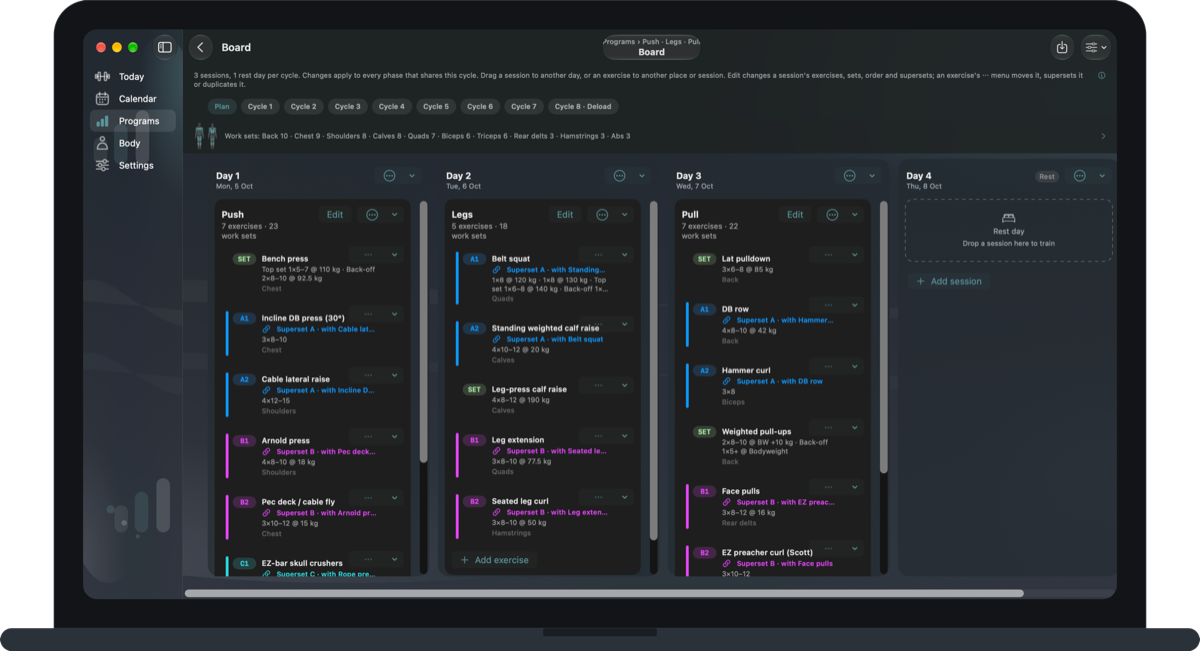 Board
Programs › Push · Legs · Pul
Board
Today
Calendar
Programs
Body
Settings
3 sessions, 1 rest day per cycle. Changes apply to every phase that shares this cycle. Drag a session to another day, or an exercise to another place or session. Edit changes a session's exercises, sets, order and supersets; an exercise's ··· menu moves it, supersets it
or duplicates it.
Plan
Cycle 1
Cycle 2
Cycle 3
Cycle 4
Cycle 5
Cycle 6
Cycle 7
Cycle 8 · Deload
Work sets: Back 10 · Chest 9 · Shoulders 8 · Calves 8 · Quads 7 · Biceps 6 · Triceps 6 · Rear delts 3 · Hamstrings 3 · Abs 3
Day 1
Mon, 5 Oct
Push
Edit
7 exercises · 23
work sets
SET
Bench press
Top set 1×5–7 @ 110 kg · Back-off
2×8–10 @ 92.5 kg
Chest
A1
Incline DB press (30°)
Superset A · with Cable lat...
3×8–10
Chest
A2
Cable lateral raise
Superset A · with Incline D...
4×12–15
Shoulders
B1
Arnold press
Superset B · with Pec deck...
4×8–10 @ 18 kg
Shoulders
B2
Pec deck / cable fly
Superset B · with Arnold pr...
3×10–12 @ 15 kg
Chest
C1
EZ-bar skull crushers
Superset C · with Rope pre...
Day 2
Tue, 6 Oct
Legs
Edit
5 exercises · 18
work sets
A1
Belt squat
Superset A · with Standing...
1×8 @ 120 kg · 1×8 @ 130 kg · Top
set 1×6–8 @ 140 kg · Back-off 1×...
Quads
A2
Standing weighted calf raise
Superset A · with Belt squat
4×10–12 @ 20 kg
Calves
SET
Leg-press calf raise
4×8–12 @ 190 kg
Calves
B1
Leg extension
Superset B · with Seated le...
3×8–10 @ 77.5 kg
Quads
B2
Seated leg curl
Superset B · with Leg exten...
3×8–10 @ 50 kg
Hamstrings
+ Add exercise
Day 3
Wed, 7 Oct
Pull
Edit
7 exercises · 22
work sets
SET
Lat pulldown
3×6–8 @ 85 kg
Back
A1
DB row
Superset A · with Hammer...
4×8–10 @ 42 kg
Back
A2
Hammer curl
Superset A · with DB row
3×8
Biceps
SET
Weighted pull-ups
2×8–10 @ BW +10 kg · Back-off
1×5+ @ Bodyweight
Back
B1
Face pulls
Superset B · with EZ preac...
3×8–12 @ 16 kg
Rear delts
B2
EZ preacher curl (Scott)
Superset B · with Face pulls
3×10–12
Day 4
Thu, 8 Oct
Rest
Rest day
Drop a session here to train
+ Add session